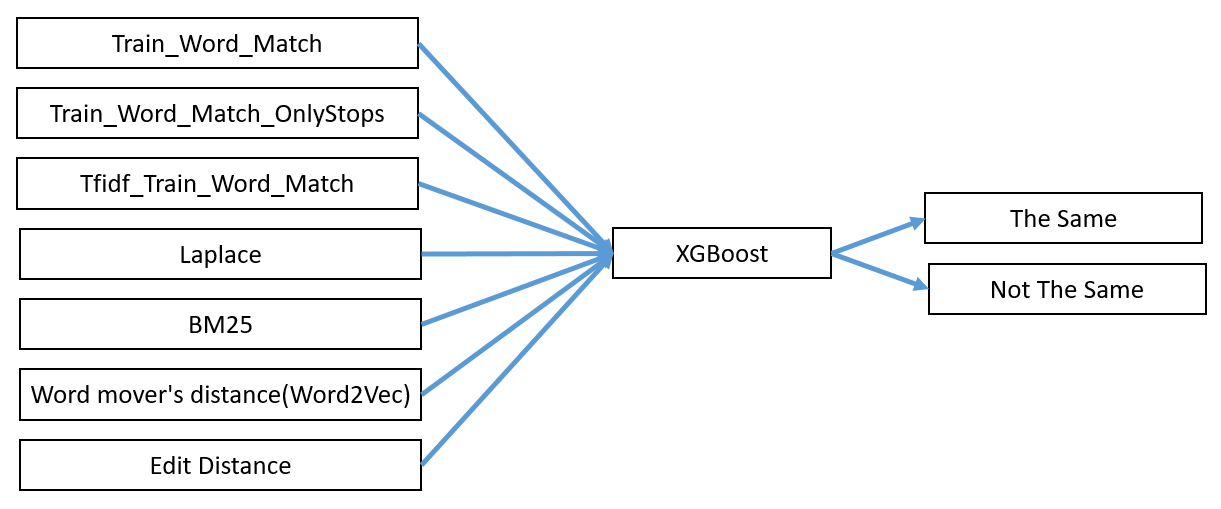 Train_Word_Match
Train_Word_Match_OnlyStops
Tfidf_Train_Word_Match
Laplace
BM25
Word mover's distance(Word2Vec)
Edit Distance
XGBoost
The Same
Not The Same